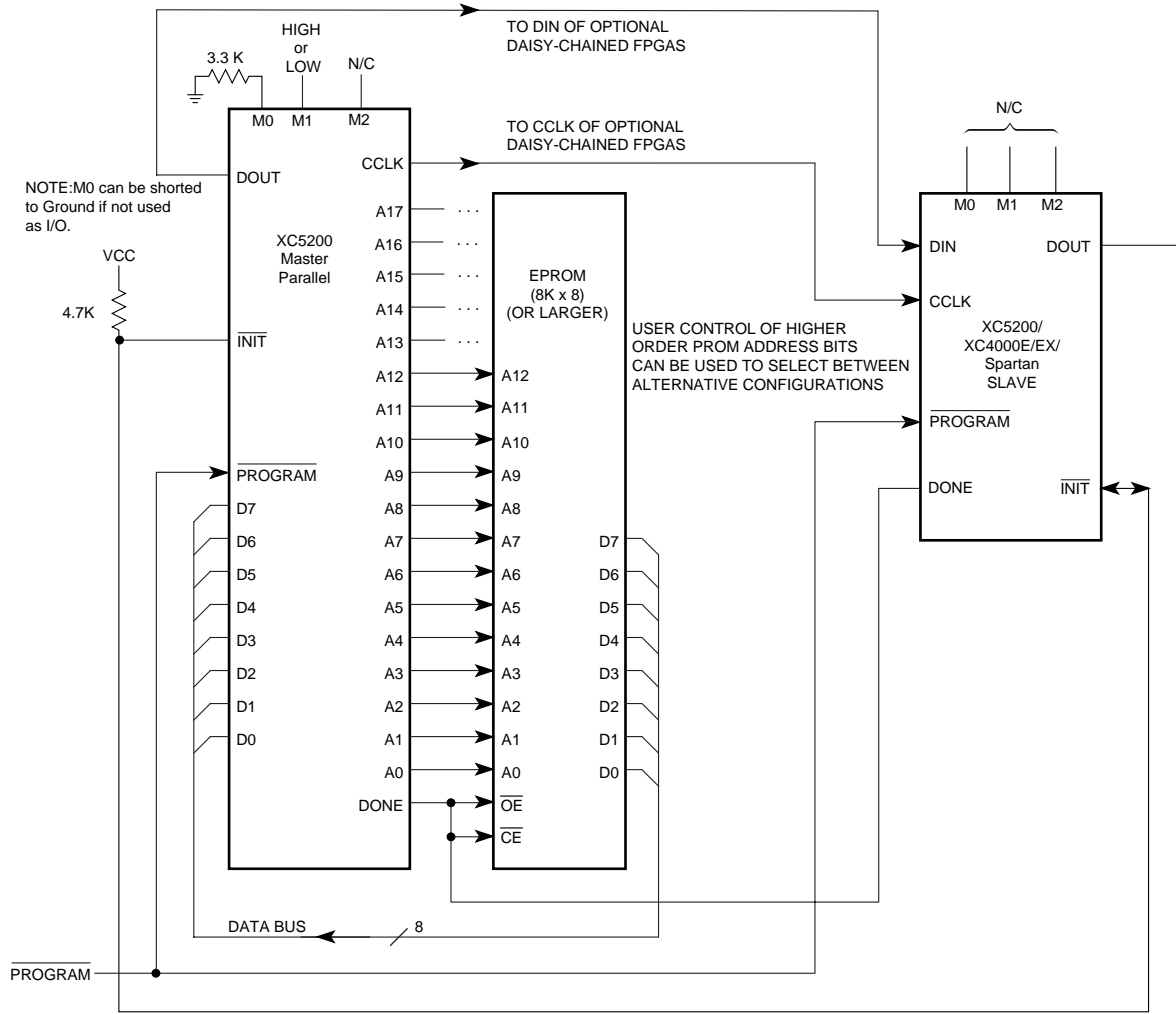 TO DIN OF OPTIONAL
DAISY-CHAINED FPGAS
HIGH
or
LOW
3.3 K
N/C
M0 M1 M2
N/C
TO CCLK OF OPTIONAL
DAISY-CHAINED FPGAS
CCLK
DOUT
NOTE:M0 can be shorted
to Ground if not used
as I/O.
VCC
4.7K
XC5200
Master
Parallel
INIT
PROGRAM
D7
D6
D5
D4
D3
D2
D1
D0
A17 ...
A16 ...
A15 ...
A14 ...
A13 ...
A12
A11
A10
A9
A8
A7
A6
A5
A4
A3
A2
A1
A0
DONE
EPROM
(8K x 8)
(OR LARGER)
A12
A11
A10
A9
A8
A7
A6
A5
A4
A3
A2
A1
A0
OE
CE
D7
D6
D5
D4
D3
D2
D1
D0
USER CONTROL OF HIGHER
ORDER PROM ADDRESS BITS
CAN BE USED TO SELECT BETWEEN
ALTERNATIVE CONFIGURATIONS
M0 M1 M2
DIN DOUT
CCLK
XC5200/
XC4000E/EX/
Spartan
SLAVE
PROGRAM
DONE INIT
DATA BUS 8
PROGRAM